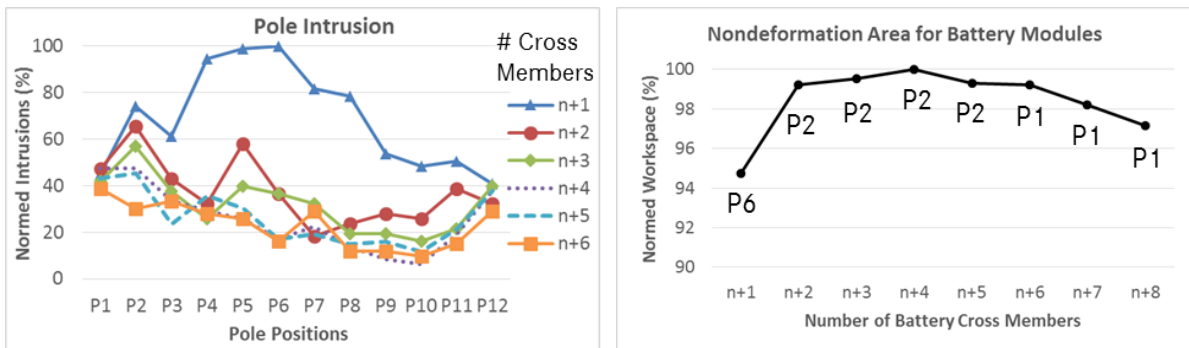 Pole Intrusion
Normed Intrusions (%)
100
80
60
40
20
0
P1 P2 P3 P4 P5 P6 P7 P8 P9 P10 P11 P12
Pole Positions
# Cross
Members
n+1
n+2
n+3
n+4
n+5
n+6
Nondeformation Area for Battery Modules
Normed Workspace (%)
100
98
96
94
92
90
P6
P2
P2
P2
P2
P1
P1
P1
n+1 n+2 n+3 n+4 n+5 n+6 n+7 n+8
Number of Battery Cross Members